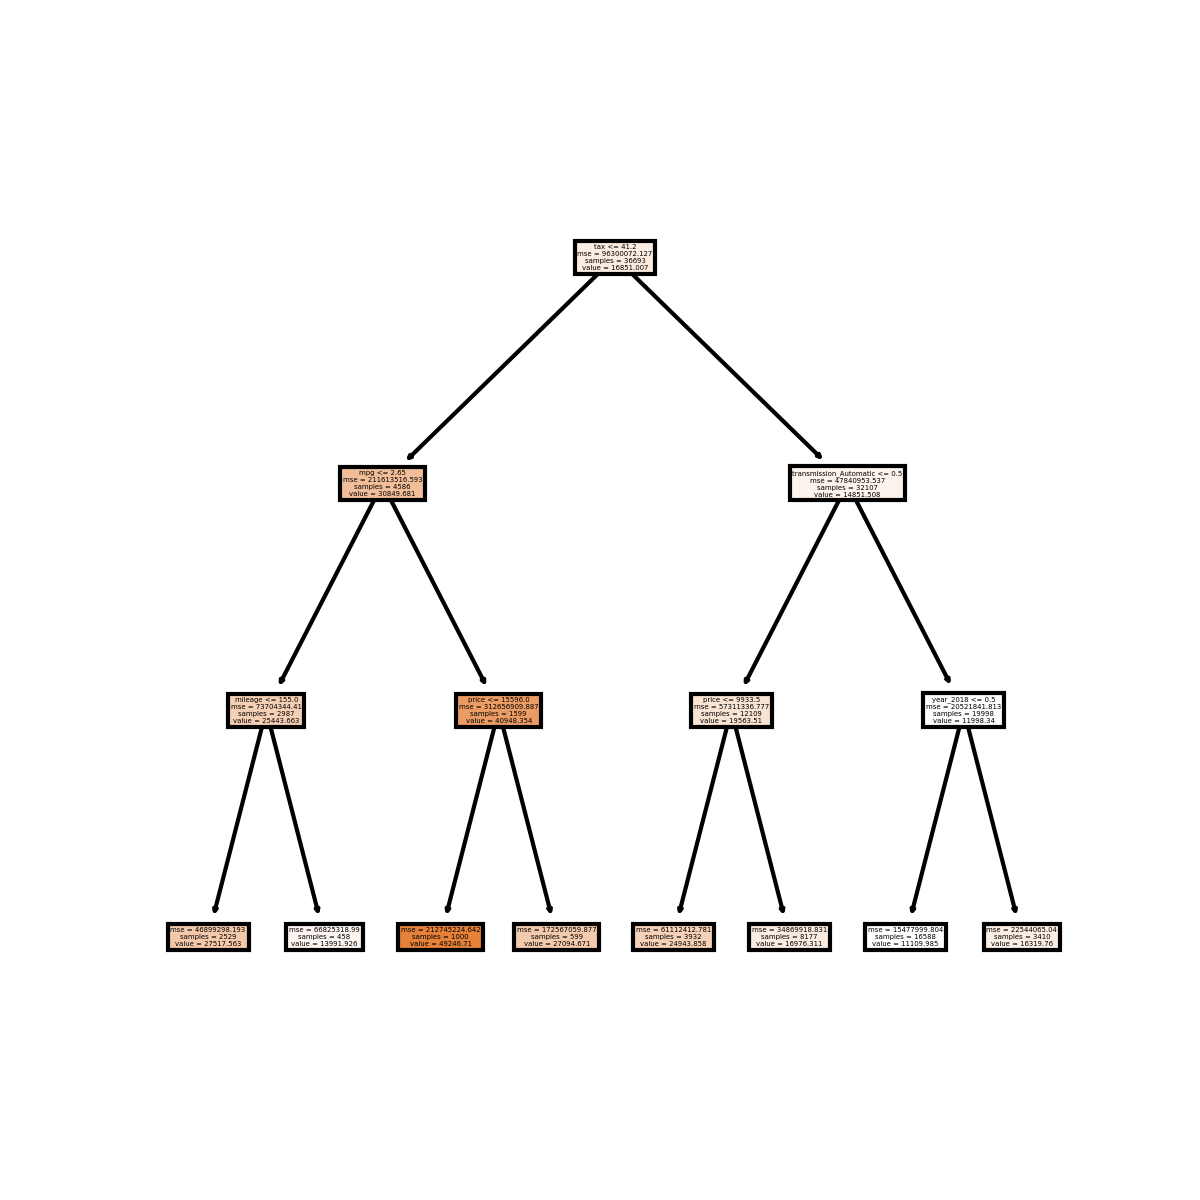 tax <= 41.2
mse = 96300072.127
samples = 36693
value = 16851.007
mpg <= 2.65
mse = 211613516.593
samples = 4586
value = 30849.681
transmission_Automatic <= 0.5
mse = 47840953.537
samples = 32107
value = 14851.508
mileage <= 155.0
mse = 73704344.41
samples = 2987
value = 25443.663
price <= 15596.0
mse = 312656909.887
samples = 1599
value = 40948.354
price <= 9933.5
mse = 57311336.777
samples = 12109
value = 19563.51
year_2018 <= 0.5
mse = 20521841.813
samples = 19998
value = 11998.34
mse = 46899298.193
samples = 2529
value = 27517.563
mse = 66825318.99
samples = 458
value = 13991.926
mse = 212745224.642
samples = 1000
value = 49246.71
mse = 172567059.877
samples = 599
value = 27094.671
mse = 61112412.781
samples = 3932
value = 24943.858
mse = 34869918.831
samples = 8177
value = 16976.311
mse = 15477999.804
samples = 16588
value = 11109.985
mse = 22544065.04
samples = 3410
value = 16319.76